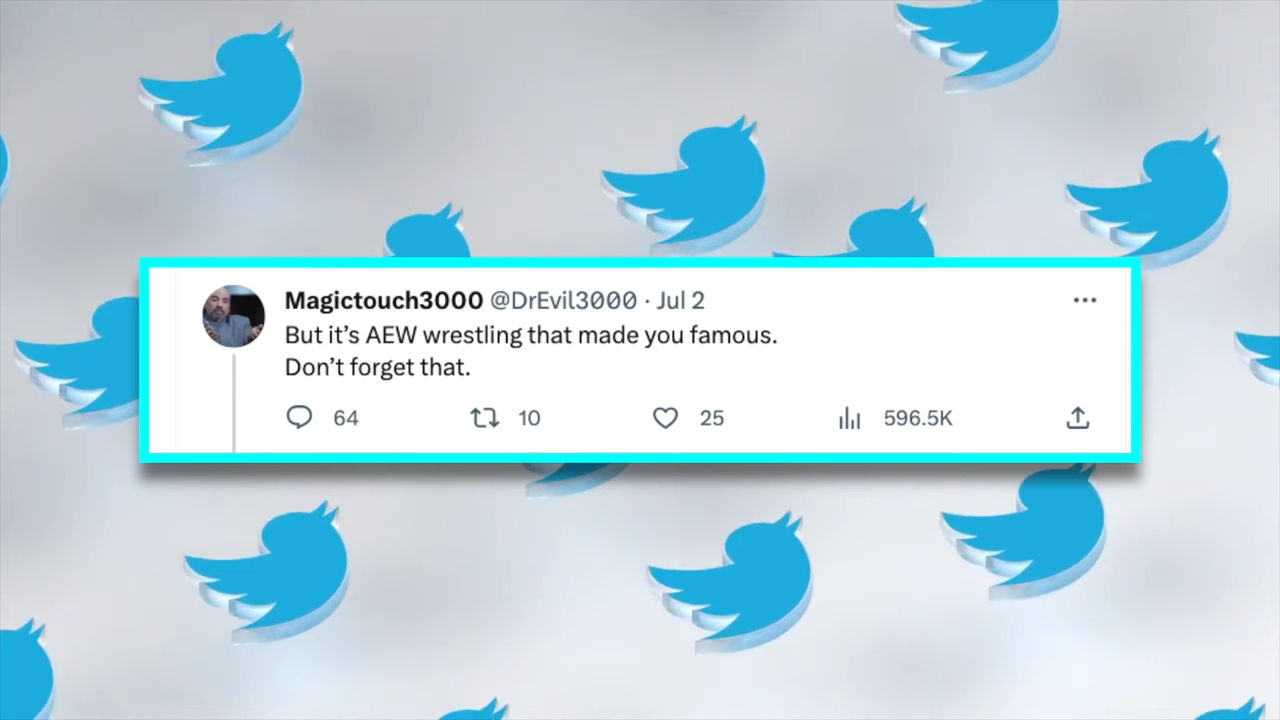 Magictouch3000 @DrEvil3000 · Jul 2
But it’s AEW wrestling that made you famous.
Don’t forget that.
64 10 25 596.5K